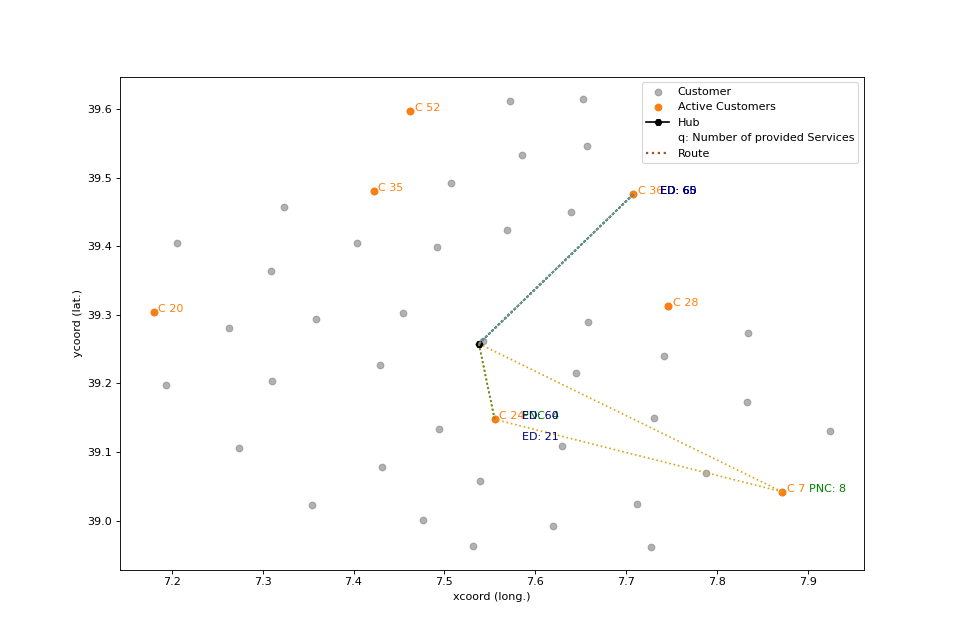 Customer
Active Customers
Hub
q: Number of provided Services
Route
C 52
C 35
C 36
C 20
C 28
C 24
ED: 21
C 7 PNC: 8
39.6
39.5
39.4
39.3
39.2
39.1
39.0
ycoord (lat.)
7.2 7.3 7.4 7.5 7.6 7.7 7.8 7.9
xcoord (long.)